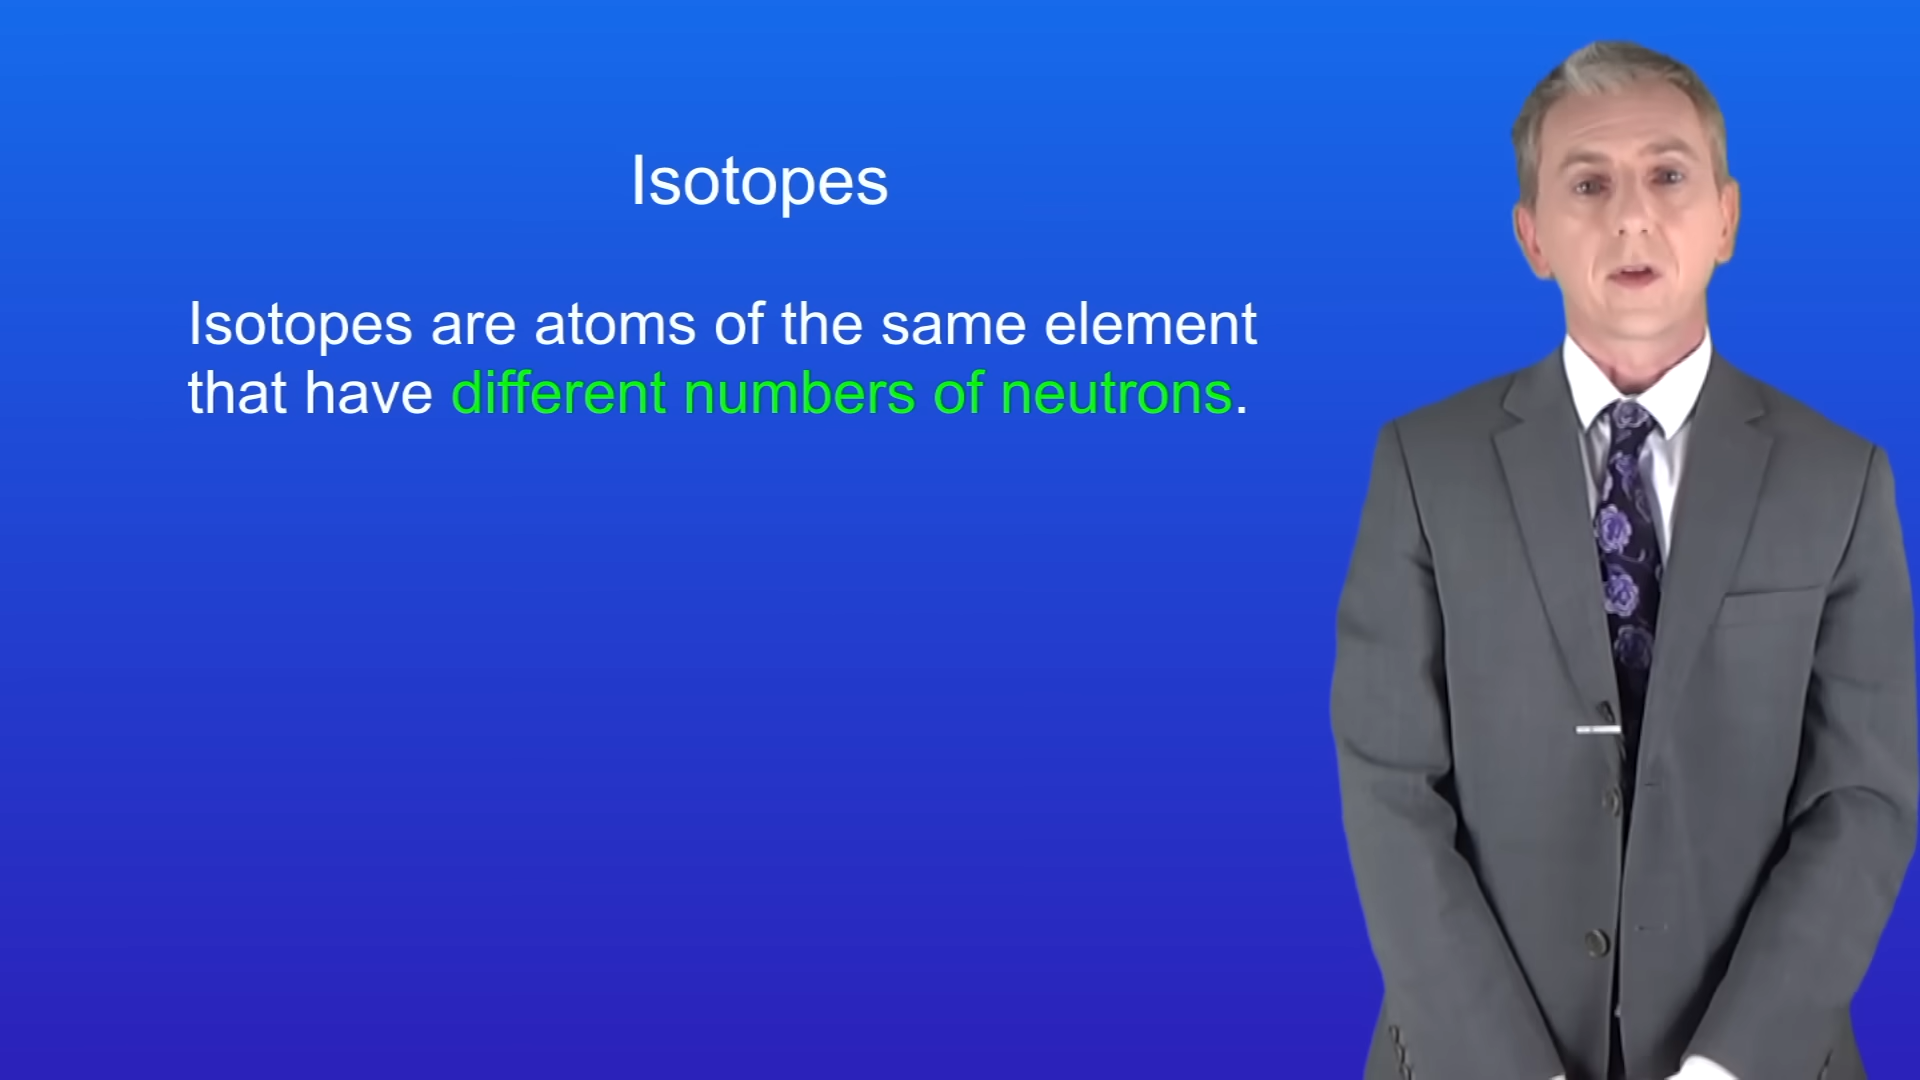 Isotopes
Isotopes are atoms of the same element
that have different numbers of neutrons.